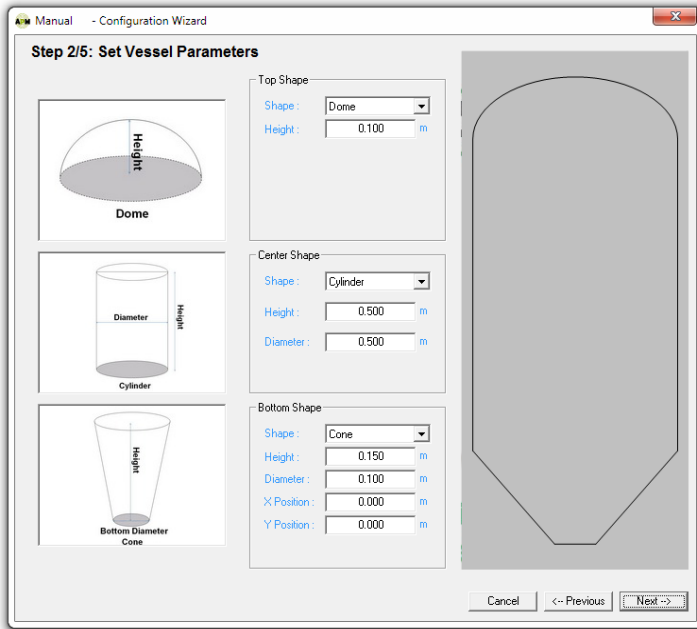 Manual - Configuration Wizard
Step 2/5: Set Vessel Parameters
Height
Dome
Top Shape
Shape : Dome
Height : 0.100 m
Diameter
Height
Cylinder
Center Shape
Shape : Cylinder
Height : 0.500 m
Diameter : 0.500 m
Height
Bottom Diameter
Cone
Bottom Shape
Shape : Cone
Height : 0.150 m
Diameter : 0.100 m
X Position : 0.000 m
Y Position : 0.000 m
Cancel
<-- Previous
Next -->